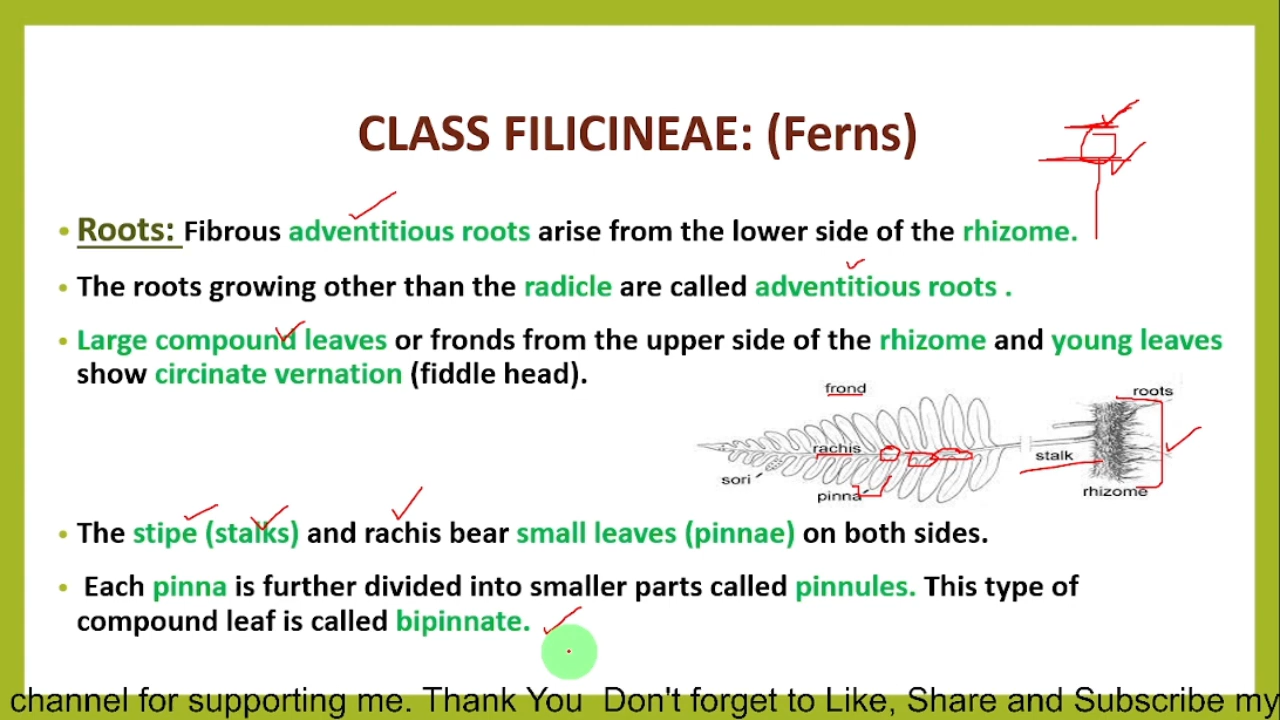 CLASS FILICINEAE: (Ferns)
• Roots: Fibrous adventitious roots arise from the lower side of the rhizome.
• The roots growing other than the radicle are called adventitious roots .
• Large compound leaves or fronds from the upper side of the rhizome and young leaves
show circinate vernation (fiddle head).
frond
roots
rachis
stalk
sori
pinna
rhizome
• The stipe (stalks) and rachis bear small leaves (pinnae) on both sides.
• Each pinna is further divided into smaller parts called pinnules. This type of
compound leaf is called bipinnate.
channel for supporting me. Thank You Don't forget to Like, Share and Subscribe my